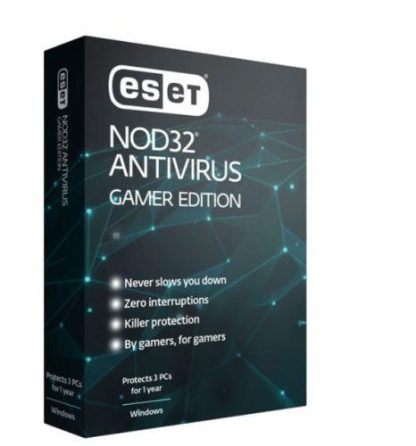 eseT
NOD32®
ANTIVIRUS
GAMER EDITION
Never slows you down
Zero interruptions
Killer protection
By gamers, for gamers
Protects 3 PCs
for 1 year
Windows
NOD32 ANTIVIRUS
GAMER EDITION
Protects 3 PCs
for 1 year
Windows
eseT